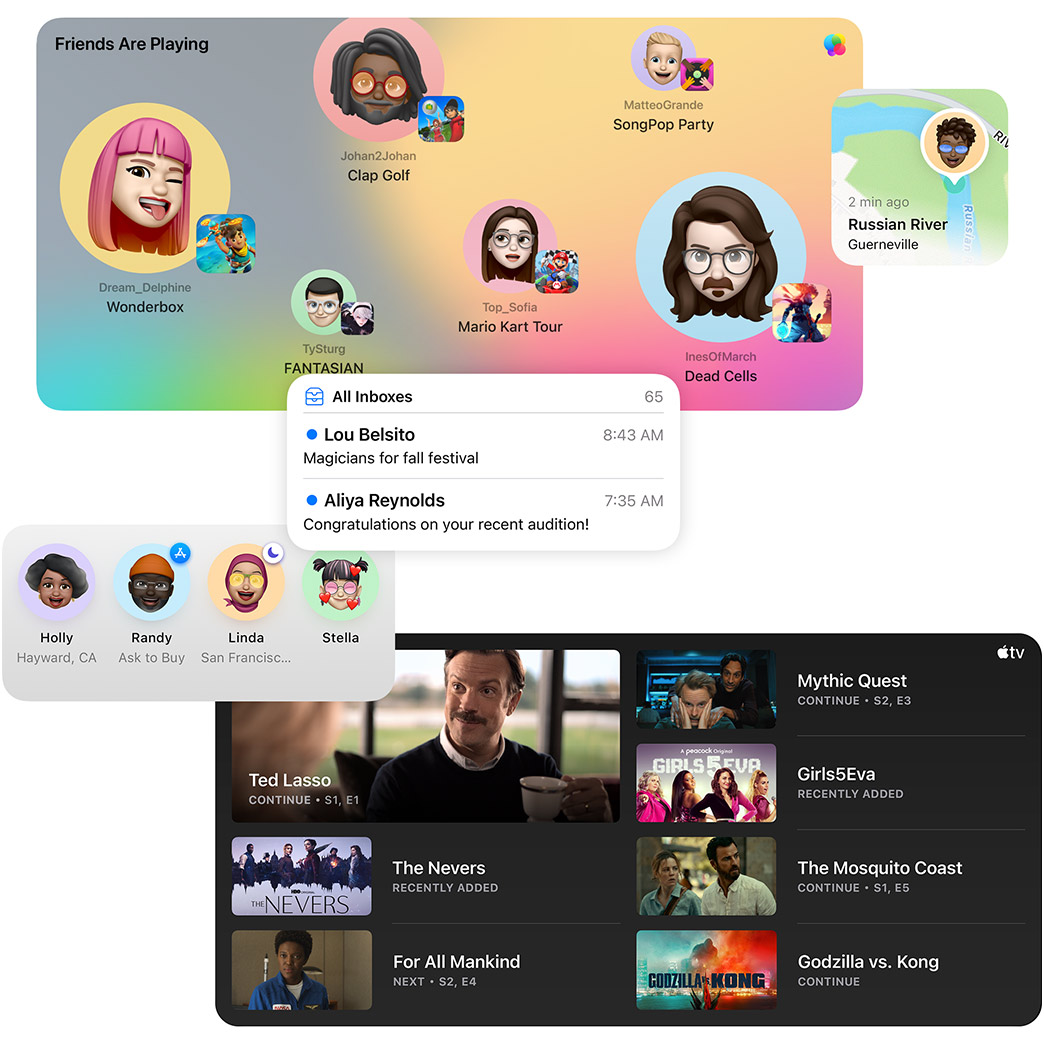 Friends Are Playing
MatteoGrande
SongPop Party
Johan2Johan
Clap Golf
Dream_Delphine
Wonderbox
Top_Sofia
Mario Kart Tour
TySturg
FANTASIAN
InesOfMarch
Dead Cells
RIV
Russian
2 min ago
Russian River
Guerneville
All Inboxes
65
Lou Belsito
8:43 AM
Magicians for fall festival
Aliya Reynolds
7:35 AM
Congratulations on your recent audition!
Holly
Hayward, CA
Randy
Ask to Buy
Linda
San Francisc...
Stella
tv
Ted Lasso
CONTINUE • S1, E1
Mythic Quest
CONTINUE • S2, E3
A peacock Original
GIRLS5EVA
Girls5Eva
RECENTLY ADDED
HBO ORIGINAL
THE NEVERS
The Nevers
RECENTLY ADDED
The Mosquito Coast
CONTINUE • S1, E5
For All Mankind
NEXT • S2, E4
GODZILLA VS. KONG
Godzilla vs. Kong
CONTINUE